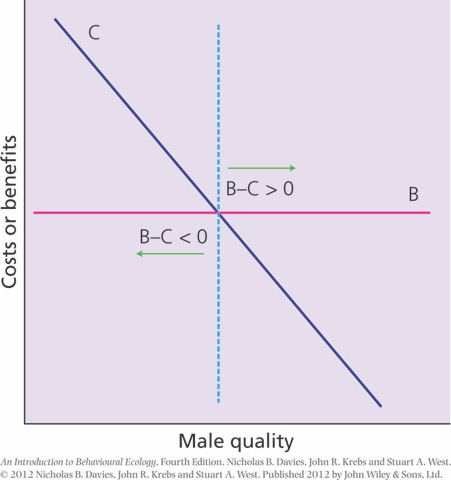 C
B–C > 0
B
B–C < 0
Costs or benefits
Male quality
An Introduction to Behavioural Ecology, Fourth Edition. Nicholas B. Davies, John R. Krebs and Stuart A. West.
© 2012 Nicholas B. Davies, John R. Krebs and Stuart A. West. Published 2012 by John Wiley & Sons, Ltd.